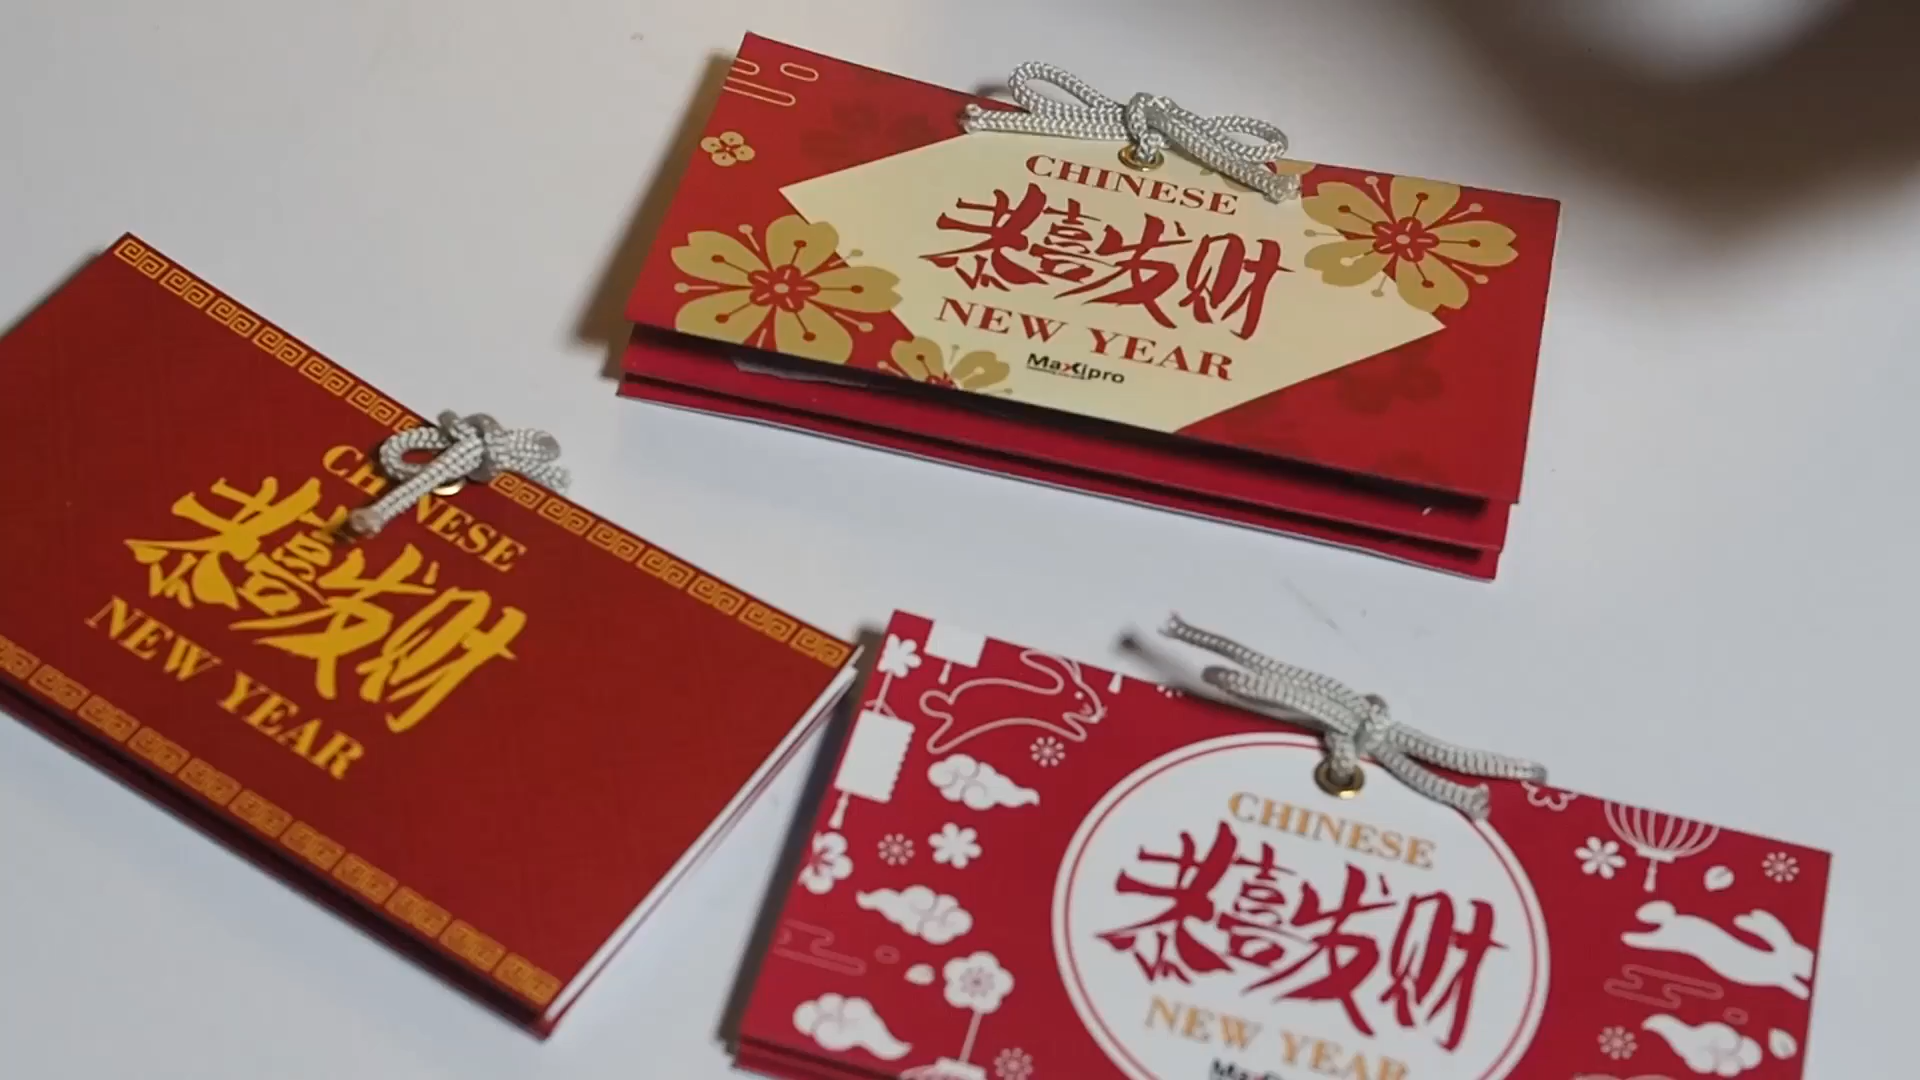 CHINESE
恭喜发财
NEW YEAR
Maxipro
CHINESE
恭喜发财
NEW YEAR
CHINESE
恭喜发财
NEW YEAR